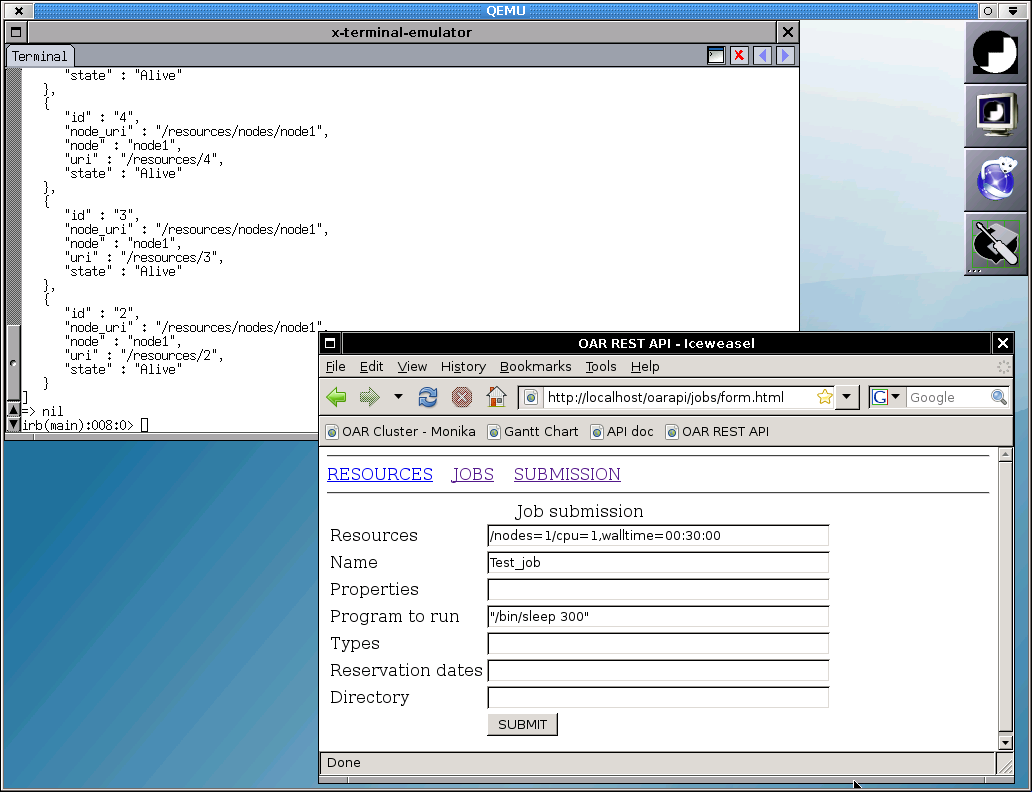 QEMU
x-terminal-emulator
Terminal
"state" : "Alive"
},
{
"id" : "4",
"node_uri" : "/resources/nodes/node1",
"node" : "node1",
"uri" : "/resources/4",
"state" : "Alive"
},
{
"id" : "3",
"node_uri" : "/resources/nodes/node1",
"node" : "node1",
"uri" : "/resources/3",
"state" : "Alive"
},
{
"id" : "2",
"node_uri" : "/resources/nodes/node1",
"node" : "node1",
"uri" : "/resources/2",
"state" : "Alive"
}
]
=> nil
irb(main):008:0>
OAR REST API - Iceweasel
File Edit View History Bookmarks Tools Help
http://localhost/oarapi/jobs/form.html G Google
OAR Cluster - Monika Gantt Chart API doc OAR REST API
RESOURCES JOBS SUBMISSION
Job submission
Resources /nodes=1/cpu=1,walltime=00:30:00
Name Test_job
Properties
Program to run "/bin/sleep 300"
Types
Reservation dates
Directory
SUBMIT
Done